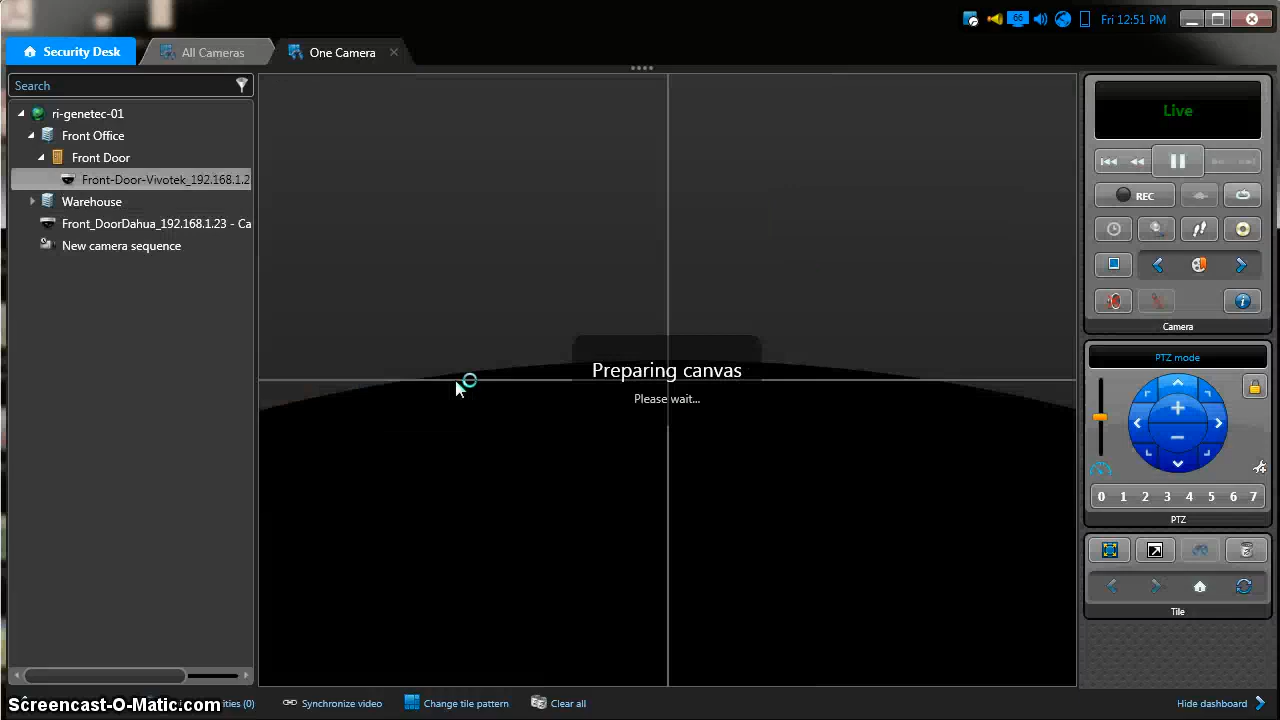 66
Fri 12:51 PM
Security Desk
All Cameras
One Camera
Search
ri-genetec-01
Front Office
Front Door
Front-Door-Vivotek_192.168.1.2
Warehouse
Front_DoorDahua_192.168.1.23 - Ca
New camera sequence
Preparing canvas
Please wait...
Live
REC
Camera
PTZ mode
0 1 2 3 4 5 6 7
PTZ
Tile
Screencast-O-Matic.com
(0)
Synchronize video
Change tile pattern
Clear all
Hide dashboard